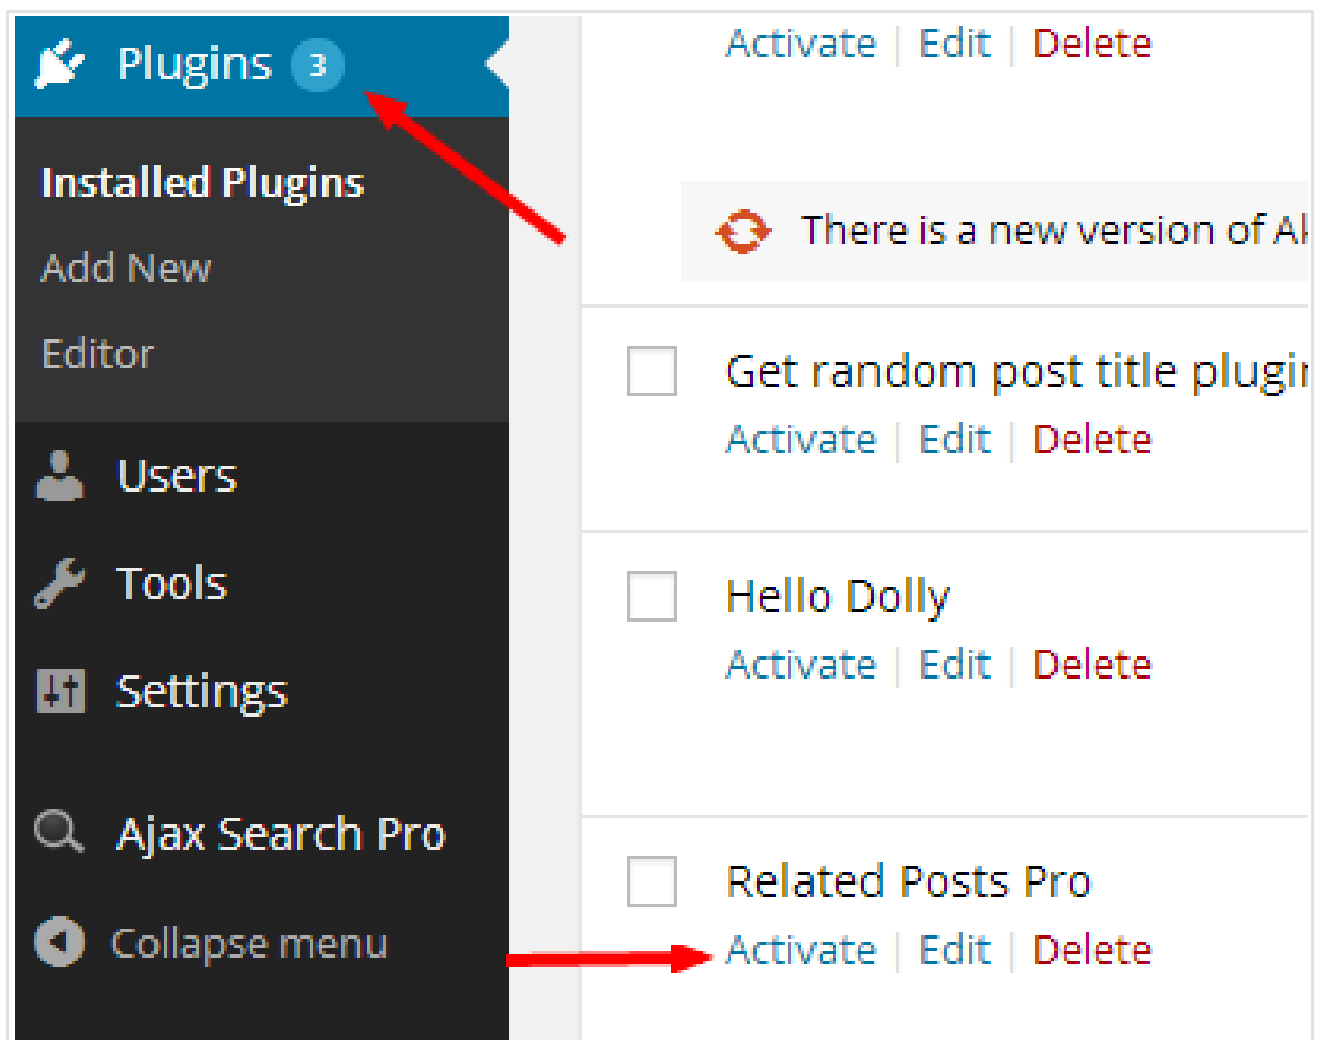 Plugins 3
Installed Plugins
Add New
Editor
Users
Tools
Settings
Ajax Search Pro
Collapse menu
Activate | Edit | Delete
There is a new version of
Get random post title plugin
Activate | Edit | Delete
Hello Dolly
Activate | Edit | Delete
Related Posts Pro
Activate | Edit | Delete